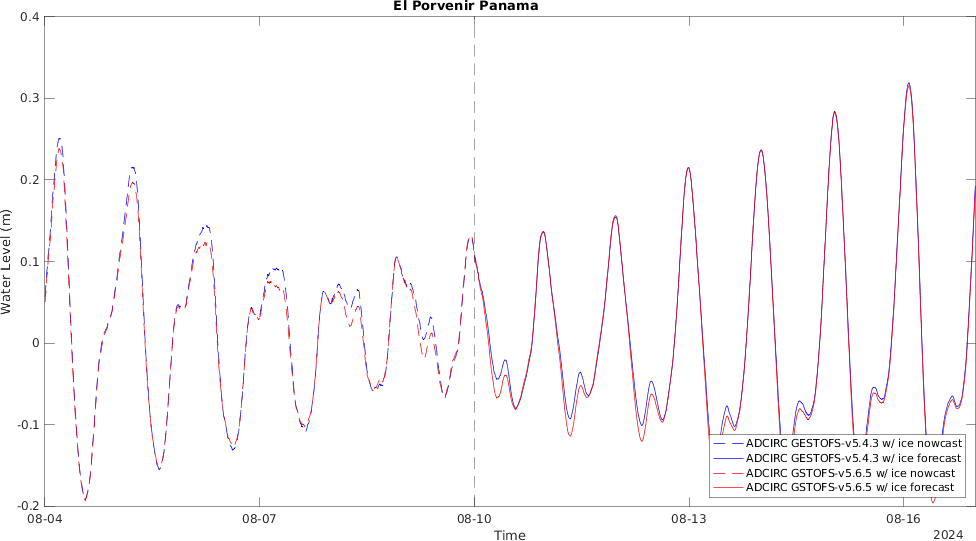 El Porvenir Panama
0.4
0.3
0.2
0.1
0
-0.1
-0.2
Water Level (m)
ADCIRC GESTOFS-v5.4.3 w/ ice nowcast
ADCIRC GESTOFS-v5.4.3 w/ ice forecast
ADCIRC GSTOFS-v5.6.5 w/ ice nowcast
ADCIRC GSTOFS-v5.6.5 w/ ice forecast
08-04 08-07 08-10 08-13 08-16
Time
2024